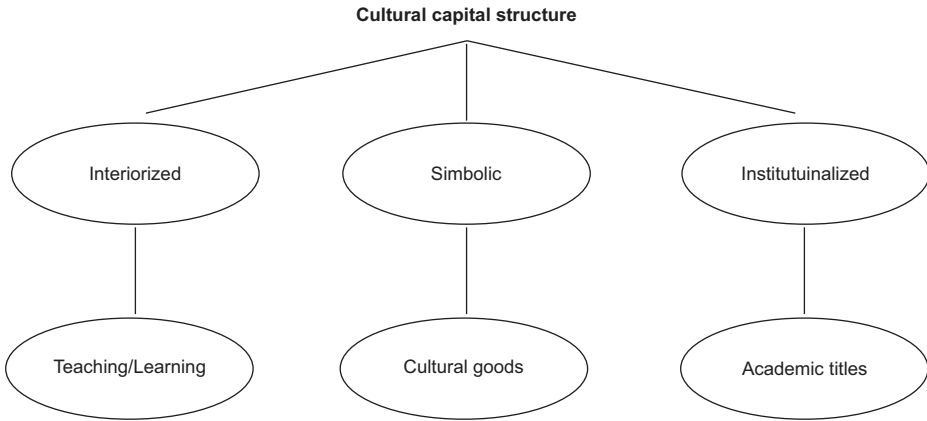 Cultural capital structure
Interiorized
Simbolic
Institutuinalized
Teaching/Learning
Cultural goods
Academic titles